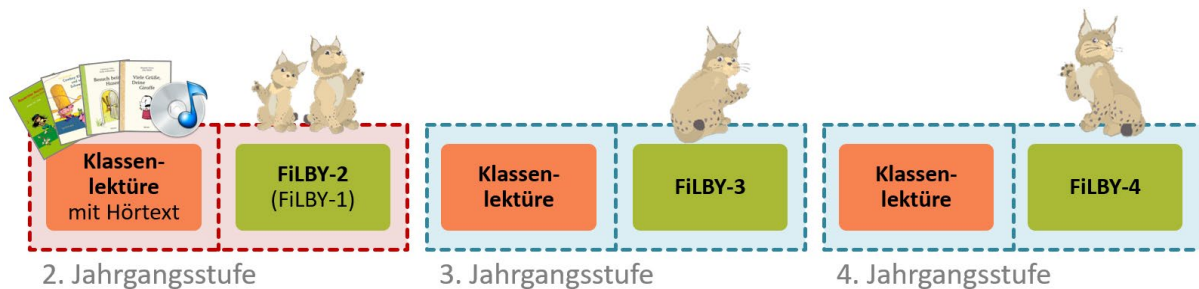 Klassen-
lektüre
mit Hörtext
FiLBY-2
(FiLBY-1)
Klassen-
lektüre
FiLBY-3
Klassen-
lektüre
FiLBY-4
2. Jahrgangsstufe
3. Jahrgangsstufe
4. Jahrgangsstufe